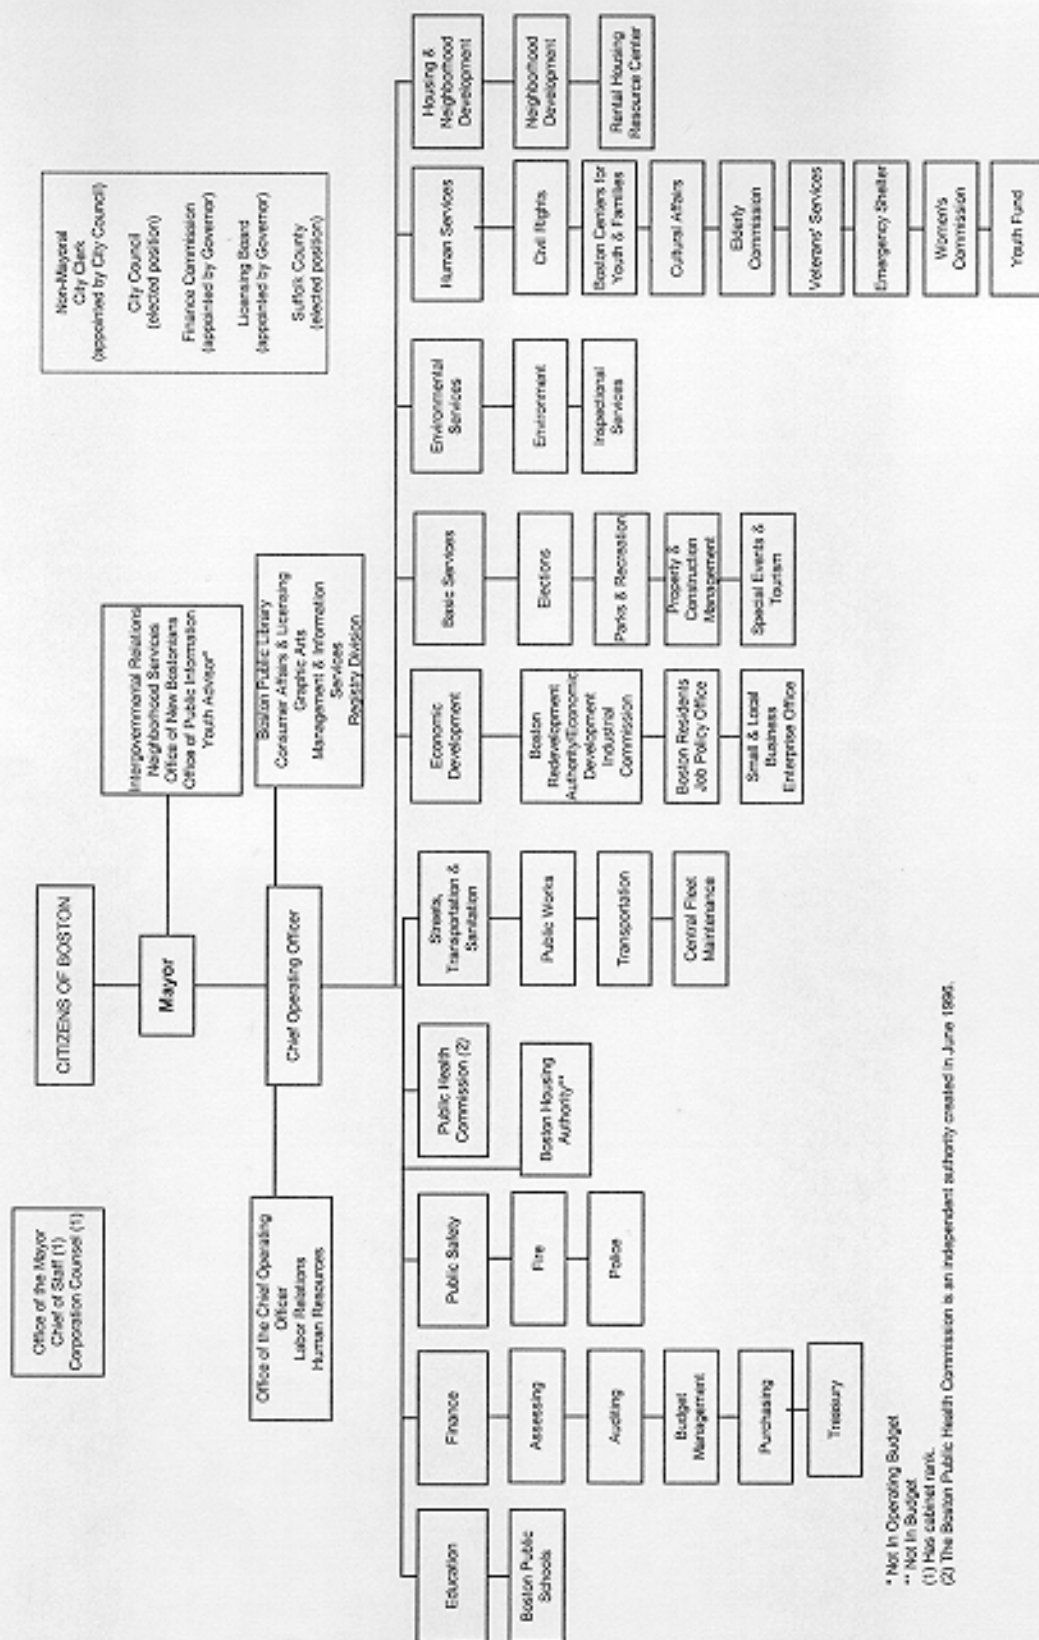 CITIZENS OF BOSTON
Office of the Mayor
Chief of Staff (1)
Corporation Counsel (1)
Mayor
Intergovernmental Relations
Neighborhood Services
Office of New Bostonians
Office of Public Information
Youth Advisor*
Non-Mayoral
City Clerk
(appointed by City Council)
City Council
(elected position)
Finance Commission
(appointed by Governor)
Licensing Board
(appointed by Governor)
Suffolk County
(elected position)
Office of the Chief Operating
Officer
Labor Relations
Human Resources
Chief Operating Officer
Boston Public Library
Consumer Affairs & Licensing
Graphic Arts
Management & Information
Services
Registry Division
Education
Boston Public
Schools
Finance
Assessing
Auditing
Budget
Management
Purchasing
Treasury
Public Safety
Fire
Police
Public Health
Commission (2)
Boston Housing
Authority**
Streets,
Transportation &
Sanitation
Public Works
Transportation
Central Fleet
Maintenance
Economic
Development
Boston
Redevelopment
Authority/Economic
Development
Industrial
Commission
Boston Residents
Job Policy Office
Small & Local
Business
Enterprise Office
Basic Services
Elections
Parks & Recreation
Property &
Construction
Management
Special Events &
Tourism
Environmental
Services
Environment
Inspectional
Services
Human Services
Civil Rights
Boston Centers for
Youth & Families
Cultural Affairs
Elderly
Commission
Veterans' Services
Emergency Shelter
Women's
Commission
Youth Fund
Housing &
Neighborhood
Development
Neighborhood
Development
Rental Housing
Resource Center
* Not In Operating Budget
** Not In Budget
(1) Has cabinet rank.
(2) The Boston Public Health Commission is an independent authority created in June 1996.